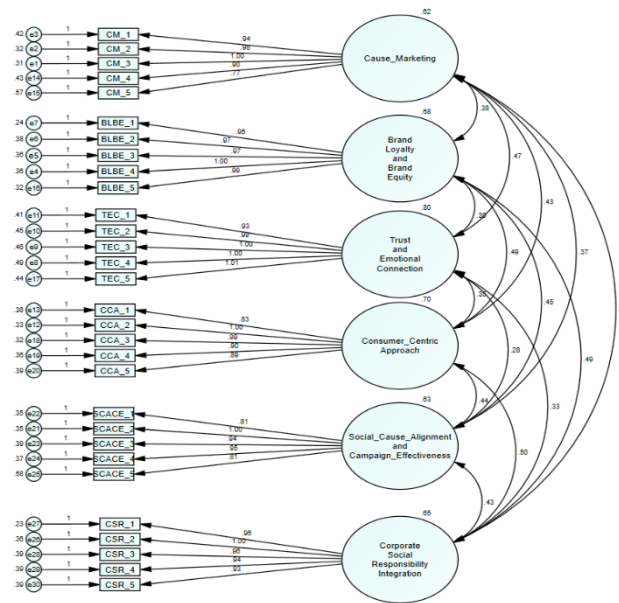 .62
.42 e3 1 CM_1 .94
.32 e2 1 CM_2 .98
.31 e1 1 CM_3 1.00
.43 e14 1 CM_4 .90
.57 e15 1 CM_5 .77
Cause_Marketing
.68
.24 e7 1 BLBE_1 .95
.38 e6 1 BLBE_2 .97
.36 e5 1 BLBE_3 .97
.36 e4 1 BLBE_4 1.00
.32 e16 1 BLBE_5 .99
Brand
Loyalty
and
Brand
Equity
.38
.47
.80
.41 e11 1 TEC_1 .93
.45 e10 1 TEC_2 .99
.46 e9 1 TEC_3 1.00
.49 e8 1 TEC_4 1.00
.44 e17 1 TEC_5 1.01
Trust
and
Emotional
Connection
.43
.49
.37
.70
.36 e13 1 CCA_1 .83
.33 e12 1 CCA_2 1.00
.32 e18 1 CCA_3 .99
.36 e19 1 CCA_4 .90
.39 e20 1 CCA_5 .89
Consumer_Centric
Approach
.35
.45
.28
.49
.33
.63
.35 e22 1 SCACE_1 .81
.35 e21 1 SCACE_2 1.00
.39 e23 1 SCACE_3 .94
.37 e24 1 SCACE_4 .95
.58 e25 1 SCACE_5 .81
Social_Cause_Alignment
and
Campaign_Effectiveness
.44
.50
.43
.23 e27 1 CSR_1 .96
.36 e26 1 CSR_2 1.00
.39 e28 1 CSR_3 .96
.39 e29 1 CSR_4 .94
.39 e30 1 CSR_5 .93
Corporate
Social
Responsibility
Integration